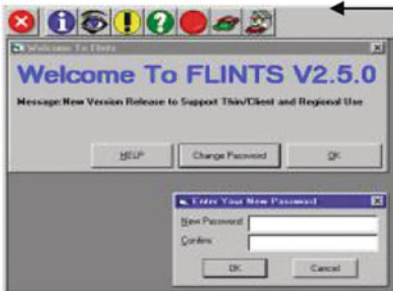 Welcome To Flints
Welcome To FLINTS V2.5.0
Message:New Version Release to Support Thin/Client and Regional Use
HELP
Change Password
OK
Enter Your New Password
New Password
Confirm
OK
Cancel